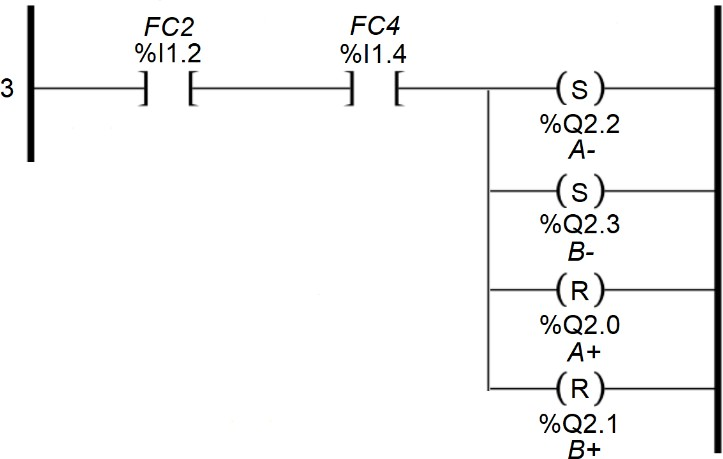 FC2 FC4
%I1.2 %I1.4
3
S
%Q2.2
A-
S
%Q2.3
B-
R
%Q2.0
A+
R
%Q2.1
B+